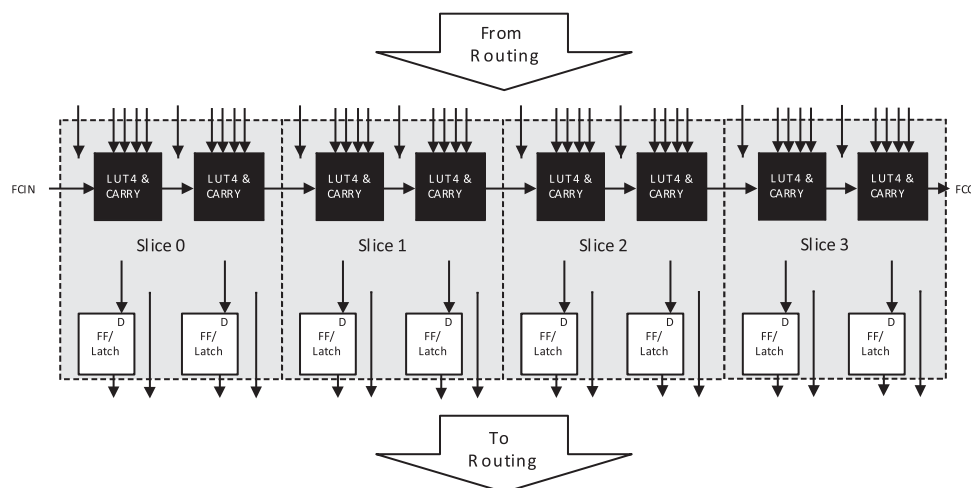 From
Routing
LUT4 &
CARRY
LUT4 &
CARRY
LUT4 &
CARRY
LUT4 &
CARRY
LUT4 &
CARRY
LUT4 &
CARRY
LUT4 &
CARRY
LUT4 &
CARRY
FCIN
Slice 0
Slice 1
Slice 2
Slice 3
D
FF/
Latch
D
FF/
Latch
D
FF/
Latch
D
FF/
Latch
D
FF/
Latch
D
FF/
Latch
D
FF/
Latch
D
FF/
Latch
To
Routing